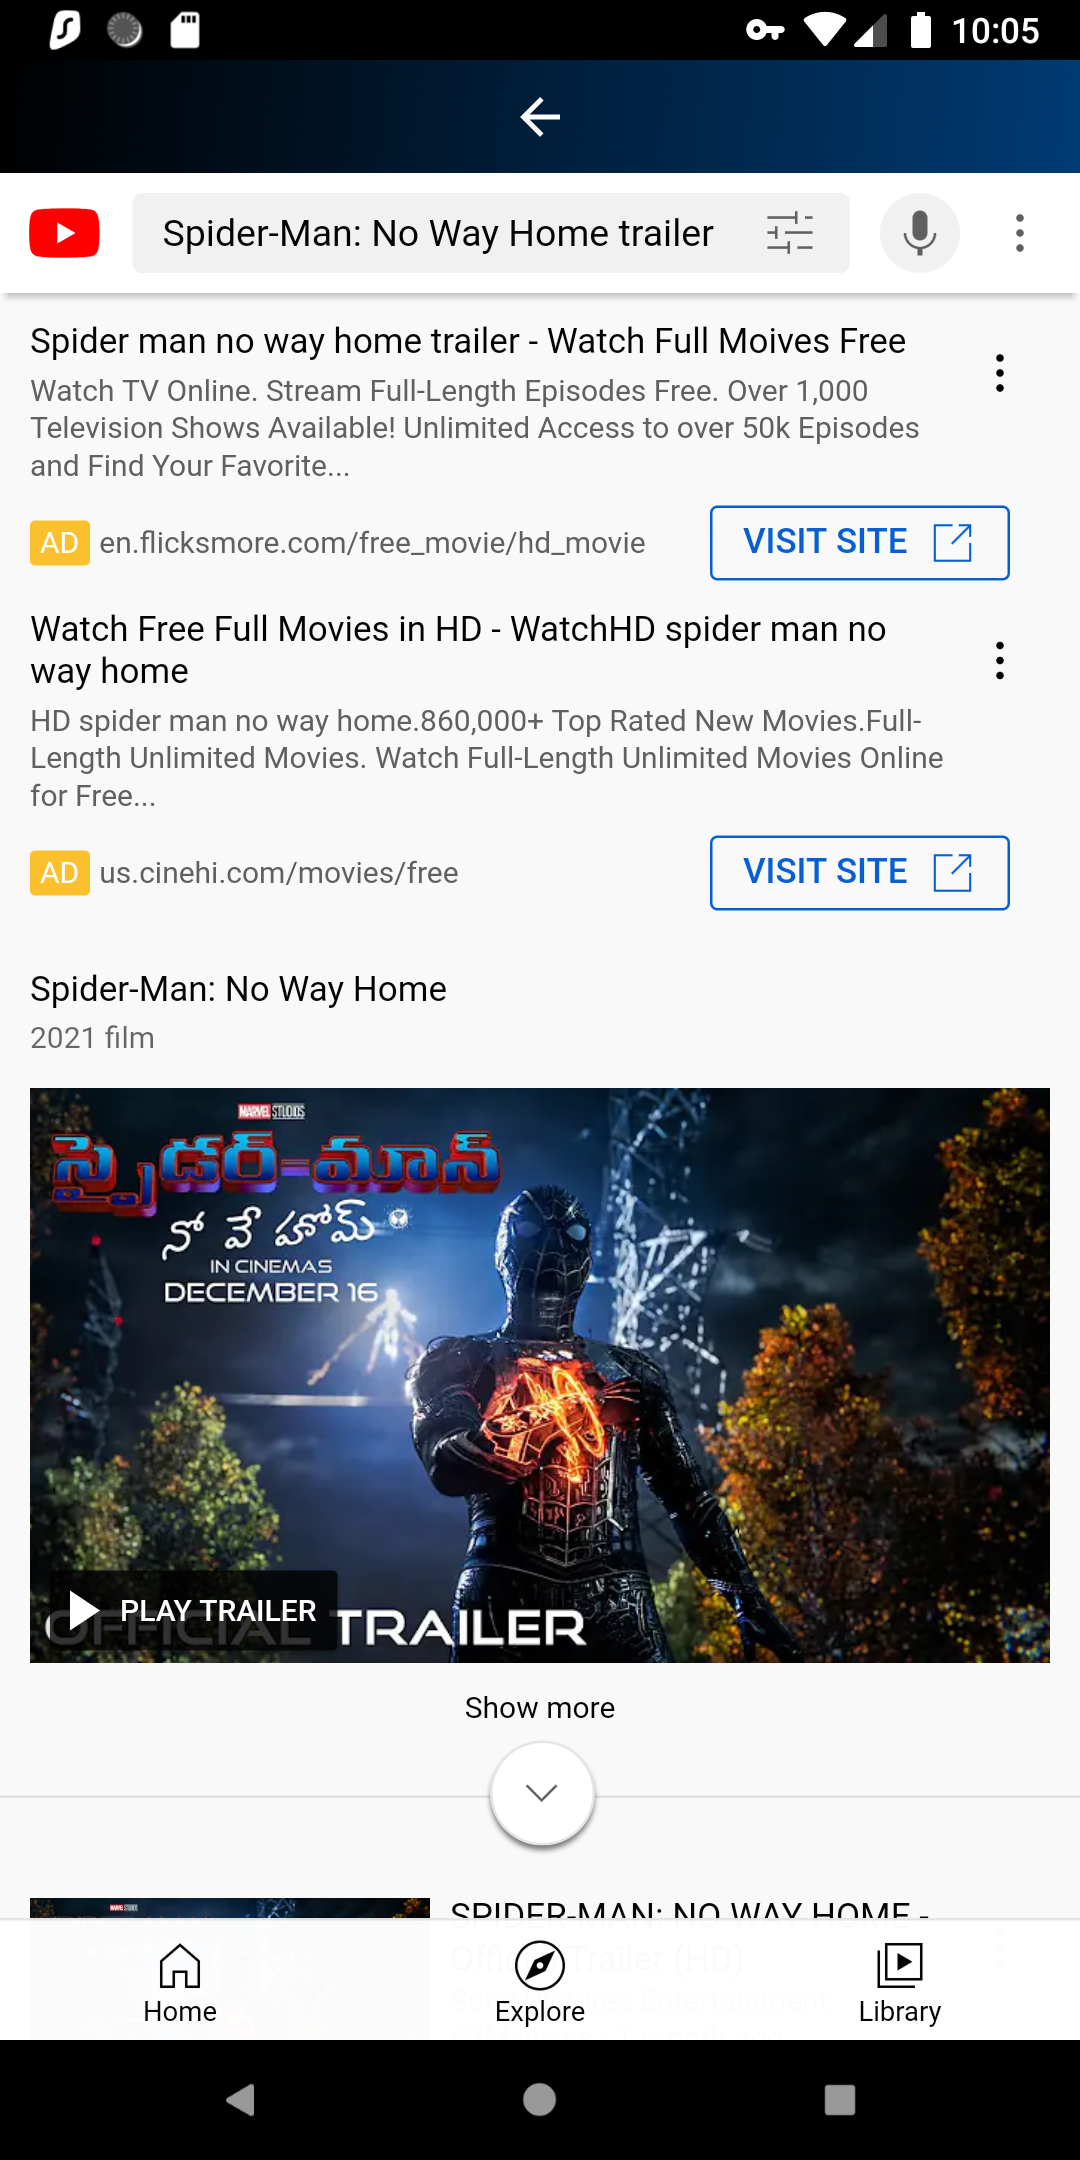 10:05
Spider-Man: No Way Home trailer
Spider man no way home trailer - Watch Full Moives Free
Watch TV Online. Stream Full-Length Episodes Free. Over 1,000
Television Shows Available! Unlimited Access to over 50k Episodes
and Find Your Favorite...
AD en.flicksmore.com/free_movie/hd_movie
VISIT SITE
Watch Free Full Movies in HD - WatchHD spider man no
way home
HD spider man no way home.860,000+ Top Rated New Movies.Full-
Length Unlimited Movies. Watch Full-Length Unlimited Movies Online
for Free...
AD us.cinehi.com/movies/free
VISIT SITE
Spider-Man: No Way Home
2021 film
MARVEL STUDIOS
స్పైడర్-మాన్
నో వే హోమ్
IN CINEMAS
DECEMBER 16
PLAY TRAILER
OFFICIAL TRAILER
Show more
SPIDER-MAN: NO WAY HOME -
Official Trailer (HD)
Sony Pictures Entertainment
Home
Explore
Library